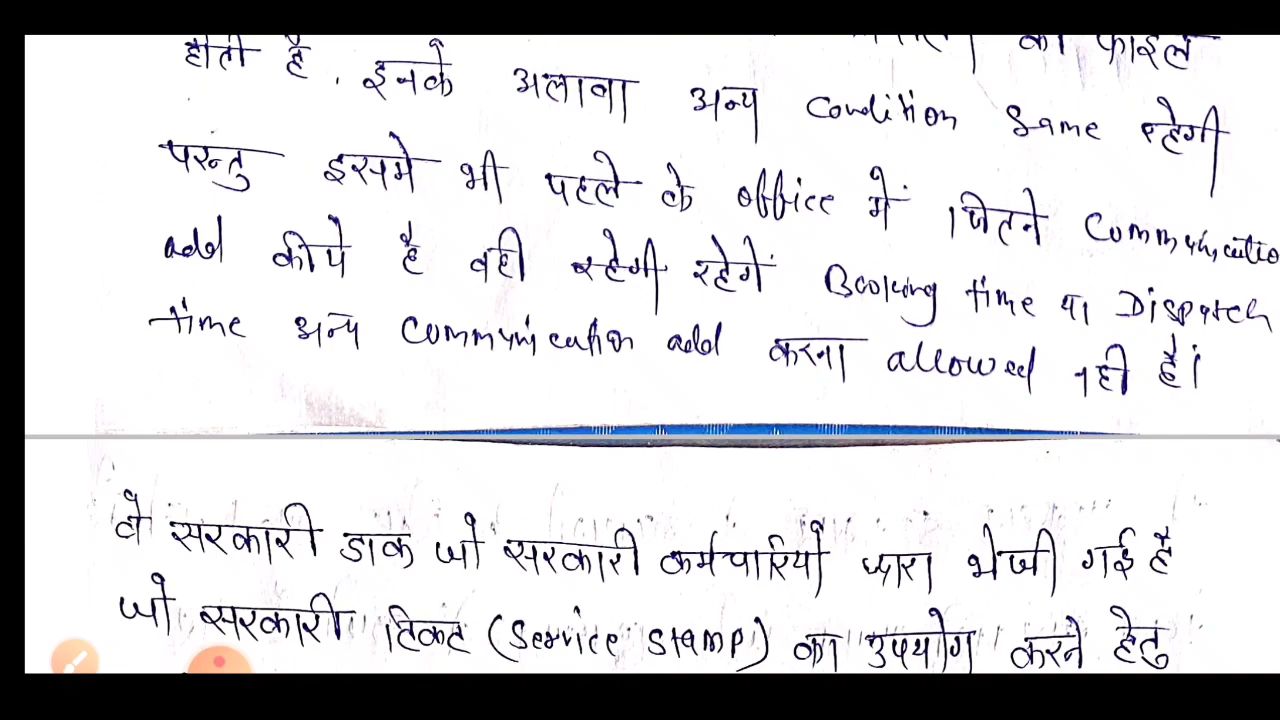 की फाइले
होती है . इनके अलावा अन्य condition same रहेगी
परन्तु इसमे भी पहले के office में जितने Communicatio
add कीये है वही रहेगी रहेगें Booking time या Dispatch
time अन्य communication add करना allowed नही है।
वे सरकारी डाक जो सरकारी कर्मचारियों द्वारा भेजी गई है
जो सरकारी टिकट (Service stamp) का उपयोग करने हेतु